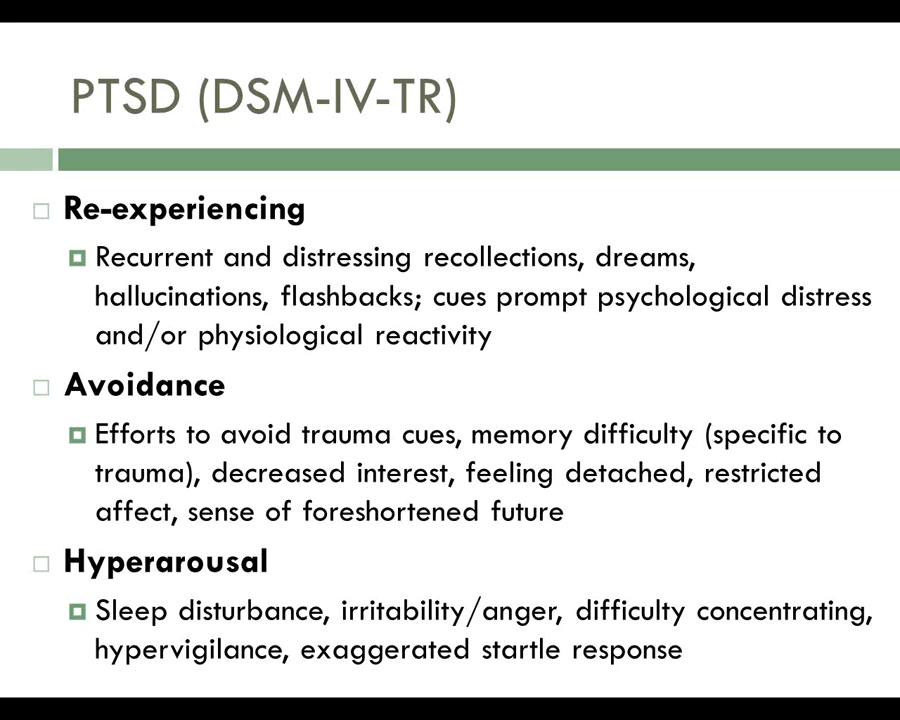 PTSD (DSM-IV-TR)
Re-experiencing
Recurrent and distressing recollections, dreams,
hallucinations, flashbacks; cues prompt psychological distress
and/or physiological reactivity
Avoidance
Efforts to avoid trauma cues, memory difficulty (specific to
trauma), decreased interest, feeling detached, restricted
affect, sense of foreshortened future
Hyperarousal
Sleep disturbance, irritability/anger, difficulty concentrating,
hypervigilance, exaggerated startle response